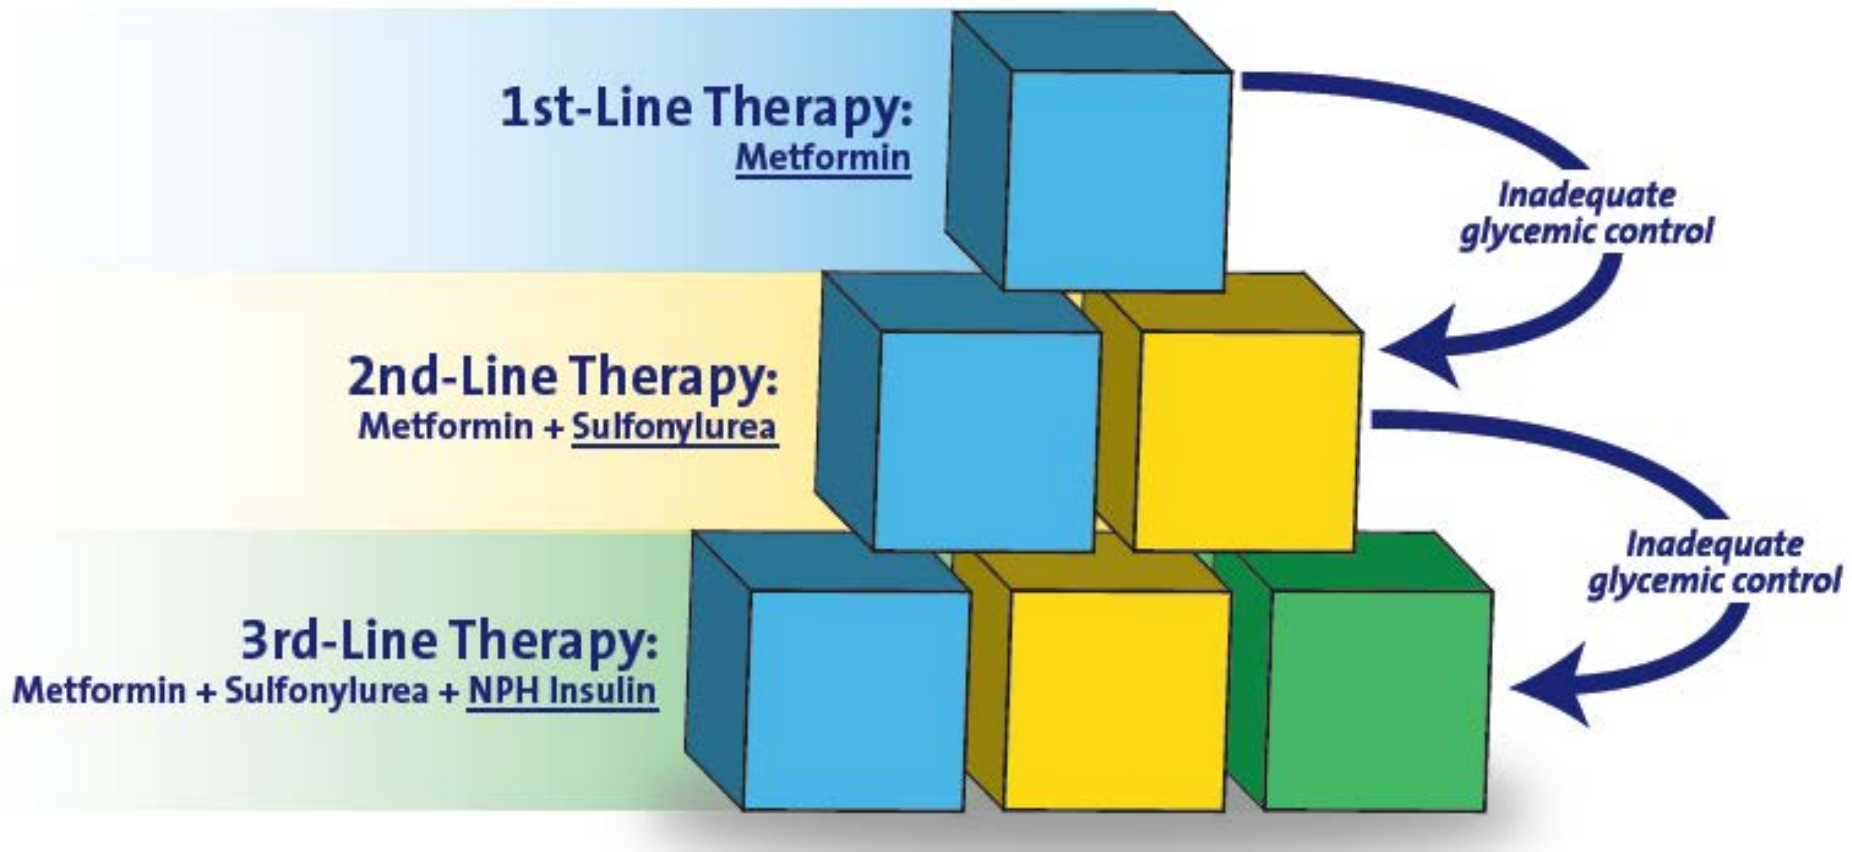 1st-Line Therapy:
Metformin
Inadequate
glycemic control
2nd-Line Therapy:
Metformin + Sulfonylurea
Inadequate
glycemic control
3rd-Line Therapy:
Metformin + Sulfonylurea + NPH Insulin